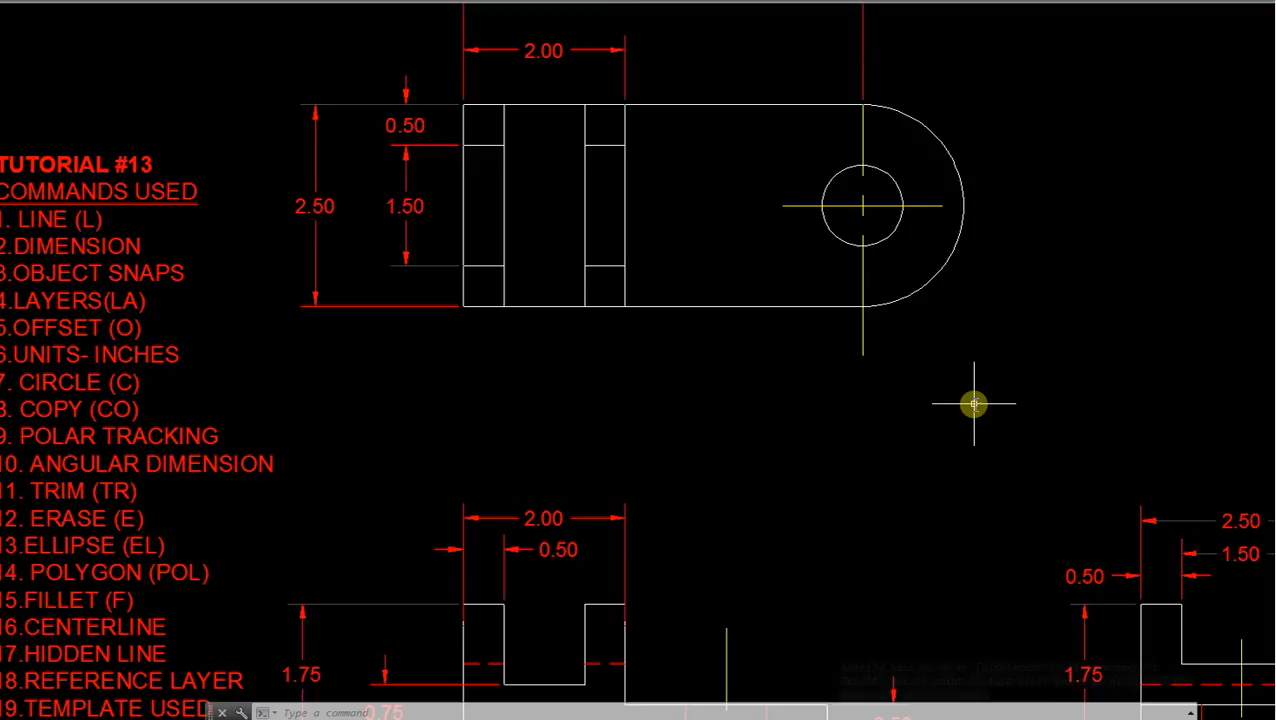 2.00
0.50
2.50
1.50
TUTORIAL #13
COMMANDS USED
1. LINE (L)
2.DIMENSION
3.OBJECT SNAPS
4.LAYERS(LA)
5.OFFSET (O)
6.UNITS- INCHES
7. CIRCLE (C)
8. COPY (CO)
9. POLAR TRACKING
10. ANGULAR DIMENSION
11. TRIM (TR)
12. ERASE (E)
13.ELLIPSE (EL)
14. POLYGON (POL)
15.FILLET (F)
16.CENTERLINE
17.HIDDEN LINE
18.REFERENCE LAYER
19.TEMPLATE USED
2.00
0.50
1.75
0.75
2.50
1.50
0.50
1.75
Type a command